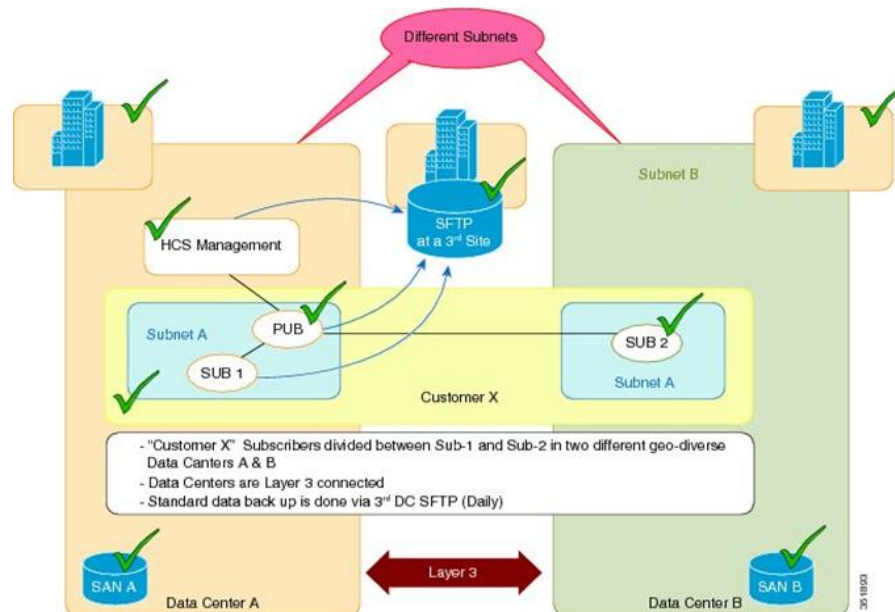 Different Subnets
Subnet B
SFTP
at a 3rd Site
HCS Management
Subnet A
PUB
SUB 1
SUB 2
Subnet A
Customer X
- "Customer X" Subscribers divided between Sub-1 and Sub-2 in two different geo-diverse
Data Canters A & B
- Data Centers are Layer 3 connected
- Standard data back up is done via 3rd DC SFTP (Daily)
SAN A
Data Center A
Layer 3
Data Center B
SAN B
351893